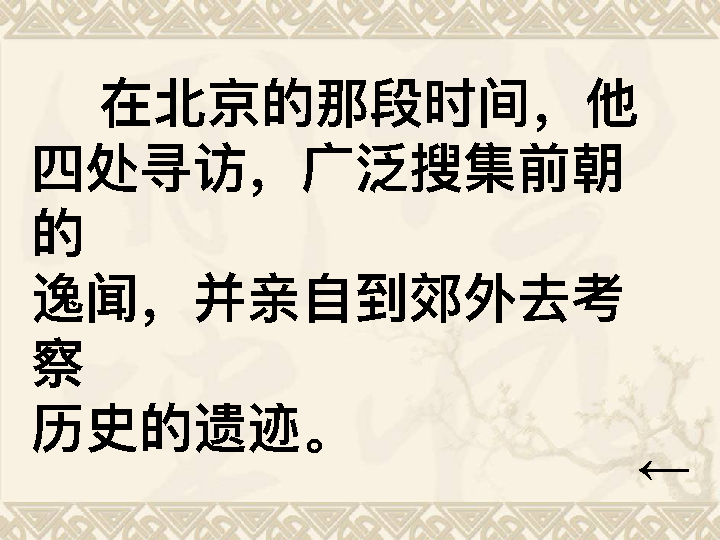 在北京的那段时间，他
四处寻访，广泛搜集前朝
的
逸闻，并亲自到郊外去考
察
历史的遗迹。
←